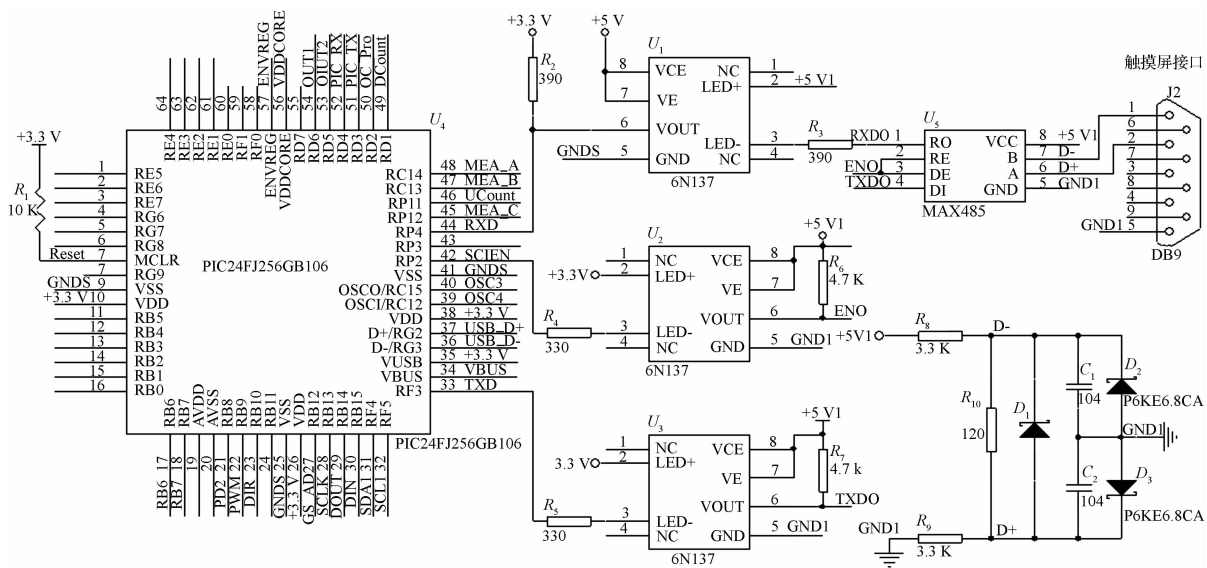 +3.3 V
+5 V
触摸屏接口
J2
64
63
62
61
60
59
58
57 ENVREG
56 VDDCORE
55
54 OUT1
53 OIUT2
52 PIC_RX
51 PIC_TX
50 OC_Pro
49 DCount
RE4
RE3
RE2
RE1
RE0
RF1
RF0
ENVREG
VDDCORE
RD7
RD6
RD5
RD4
RD3
RD2
RD1
U4
+3.3 V
R1
10 K
Reset
GNDS
+3.3 V
1 RE5
2 RE6
3 RE7
4 RG6
5 RG7
6 RG8
7 MCLR
7 RG9
9 VSS
10 VDD
11 RB5
12 RB4
13 RB3
14 RB2
15 RB1
16 RB0
PIC24FJ256GB106
RC14 48 MEA_A
RC13 47 MEA_B
RP11 46 UCount
RP12 45 MEA_C
RP4 44 RXD
RP3 43
RP2 42 SCIEN
VSS 41 GNDS
OSCO/RC15 40 OSC3
OSCI/RC12 39 OSC4
VDD 38 +3.3 V
D+/RG2 37 USB_D+
D-/RG3 36 USB_D-
VUSB 35 +3.3 V
VBUS 34 VBUS
RF3 33 TXD
RB6
RB7
AVDD
AVSS
RB8
RB9
RB10
RB11
VSS
VDD
RB12
RB13
RB14
RB15
RF4
RF5
PIC24FJ256GB106
RB6 17
RB7 18
19
20
PD2 21
PWM 22
DIR 23
24
GNDS 25
+3.3 V 26
GS_AD27
SCLK 28
DOUT 29
DIN 30
SDA1 31
SCL1 32
R2
390
U1
8 VCE
7 VE
6 VOUT
GNDS 5 GND
NC 1
LED+ 2 +5 V1
LED- 3
NC 4
6N137
R3
390
RXDO
ENO
TXDO
U5
1 RO
2 RE
3 DE
4 DI
VCC 8 +5 V1
B 7 D-
A 6 D+
GND 5 GND1
MAX485
1
6
2
7
3
8
4
9
GND1 5
DB9
U2
1 NC
+3.3V 2 LED+
3 LED-
4 NC
VCE 8
VE 7
VOUT 6 ENO
GND 5 GND1
6N137
+5 V1
R6
4.7 K
R4
330
U3
1 NC
3.3 V 2 LED+
3 LED-
4 NC
VCE 8
VE 7
VOUT 6 TXDO
GND 5 GND1
6N137
+5 V1
R7
4.7 k
R5
330
+5V1
R8
3.3 K
D-
R10
120
D1
C1
104
D2
P6KE6.8CA
GND1
C2
104
D3
P6KE6.8CA
GND1
R9
3.3 K
D+